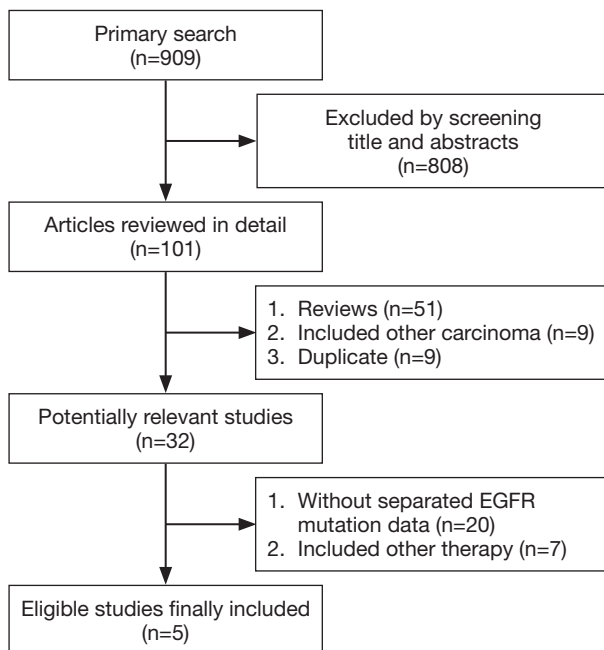 Primary search
(n=909)
Excluded by screening
title and abstracts
(n=808)
Articles reviewed in detail
(n=101)
1. Reviews (n=51)
2. Included other carcinoma (n=9)
3. Duplicate (n=9)
Potentially relevant studies
(n=32)
1. Without separated EGFR
mutation data (n=20)
2. Included other therapy (n=7)
Eligible studies finally included
(n=5)